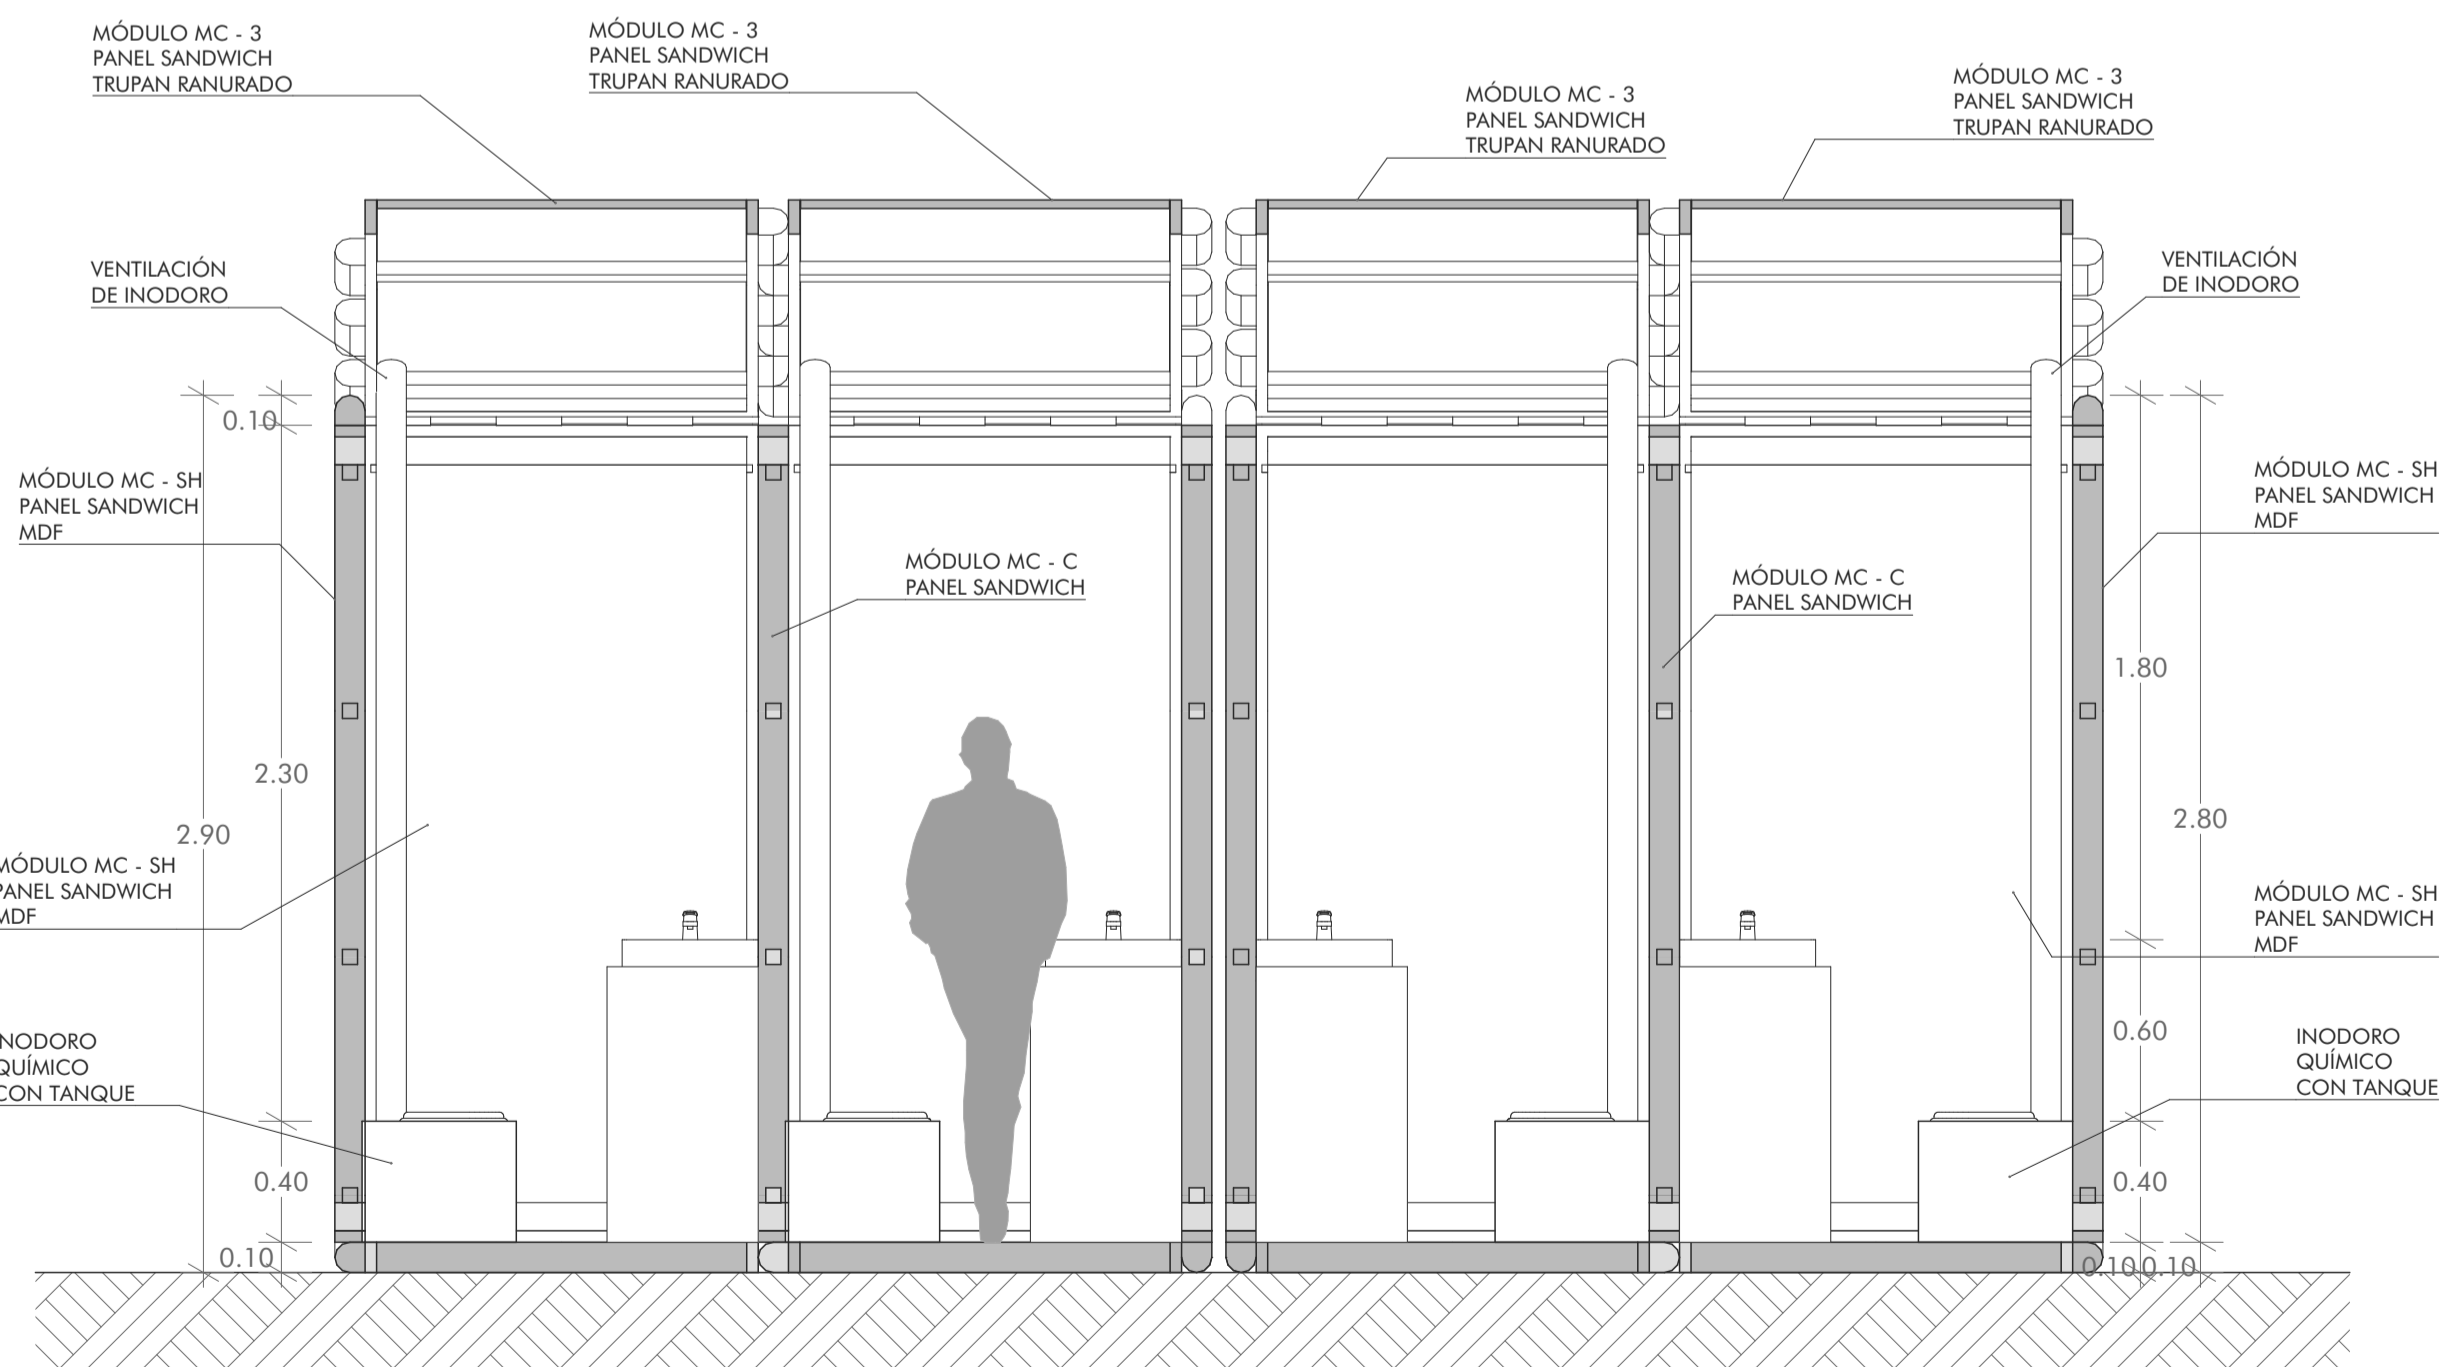 MÓDULO MC - 3
PANEL SANDWICH
TRUPAN RANURADO
MÓDULO MC - 3
PANEL SANDWICH
TRUPAN RANURADO
MÓDULO MC - 3
PANEL SANDWICH
TRUPAN RANURADO
MÓDULO MC - 3
PANEL SANDWICH
TRUPAN RANURADO
VENTILACIÓN
DE INODORO
VENTILACIÓN
DE INODORO
0.10
MÓDULO MC - SH
PANEL SANDWICH
MDF
MÓDULO MC - SH
PANEL SANDWICH
MDF
MÓDULO MC - C
PANEL SANDWICH
MÓDULO MC - C
PANEL SANDWICH
1.80
2.30
2.90
2.80
MÓDULO MC - SH
PANEL SANDWICH
MDF
MÓDULO MC - SH
PANEL SANDWICH
MDF
0.60
INODORO
QUÍMICO
CON TANQUE
INODORO
QUÍMICO
CON TANQUE
0.40
0.40
0.10
0.10
0.10